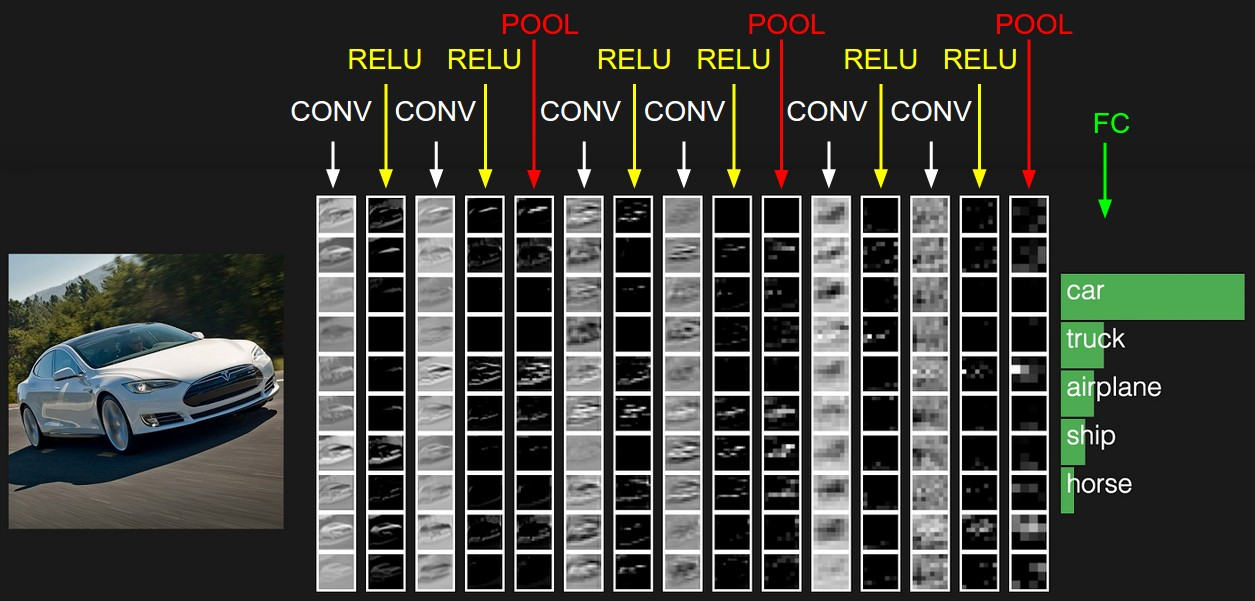 POOL POOL POOL
RELU RELU RELU RELU RELU RELU
CONV CONV CONV CONV CONV CONV
FC
car
truck
airplane
ship
horse